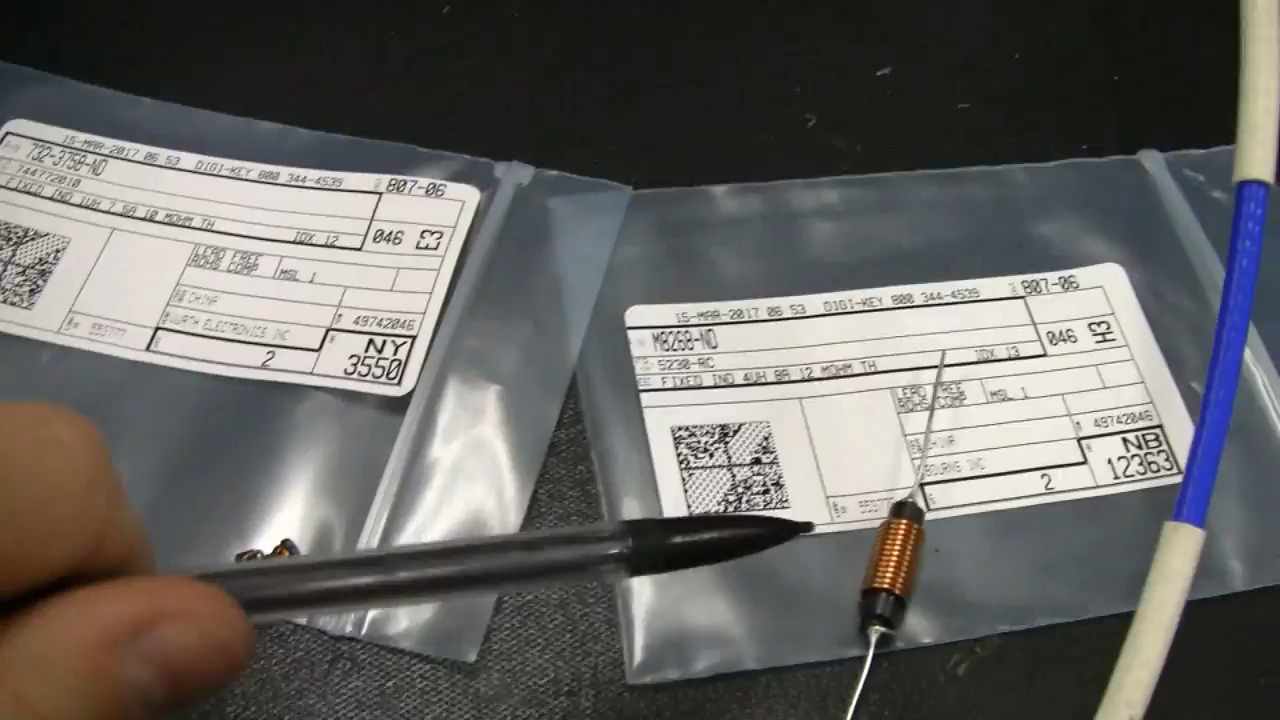 15-MAR-2017 06 53 DIGI-KEY 800 344-4539 807-06
732-3750-ND
744772010
FIXED IND 1UH 7.5A 10 MOHM TH
IDX 12
046
E3
LEAD FREE
ROHS COMP
MSL 1
CHINA
WURTH ELECTRONICS INC
49742046
2
NY
3550
15-MAR-2017 06 53 DIGI-KEY 800 344-4539 807-06
M8260-ND
5230-RC
FIXED IND 4UH 8A 12 MOHM TH
IDX 13
046
LEAD FREE
ROHS COMP
MSL 1
CHINA
BOURNS INC
49742046
2
NB
12363